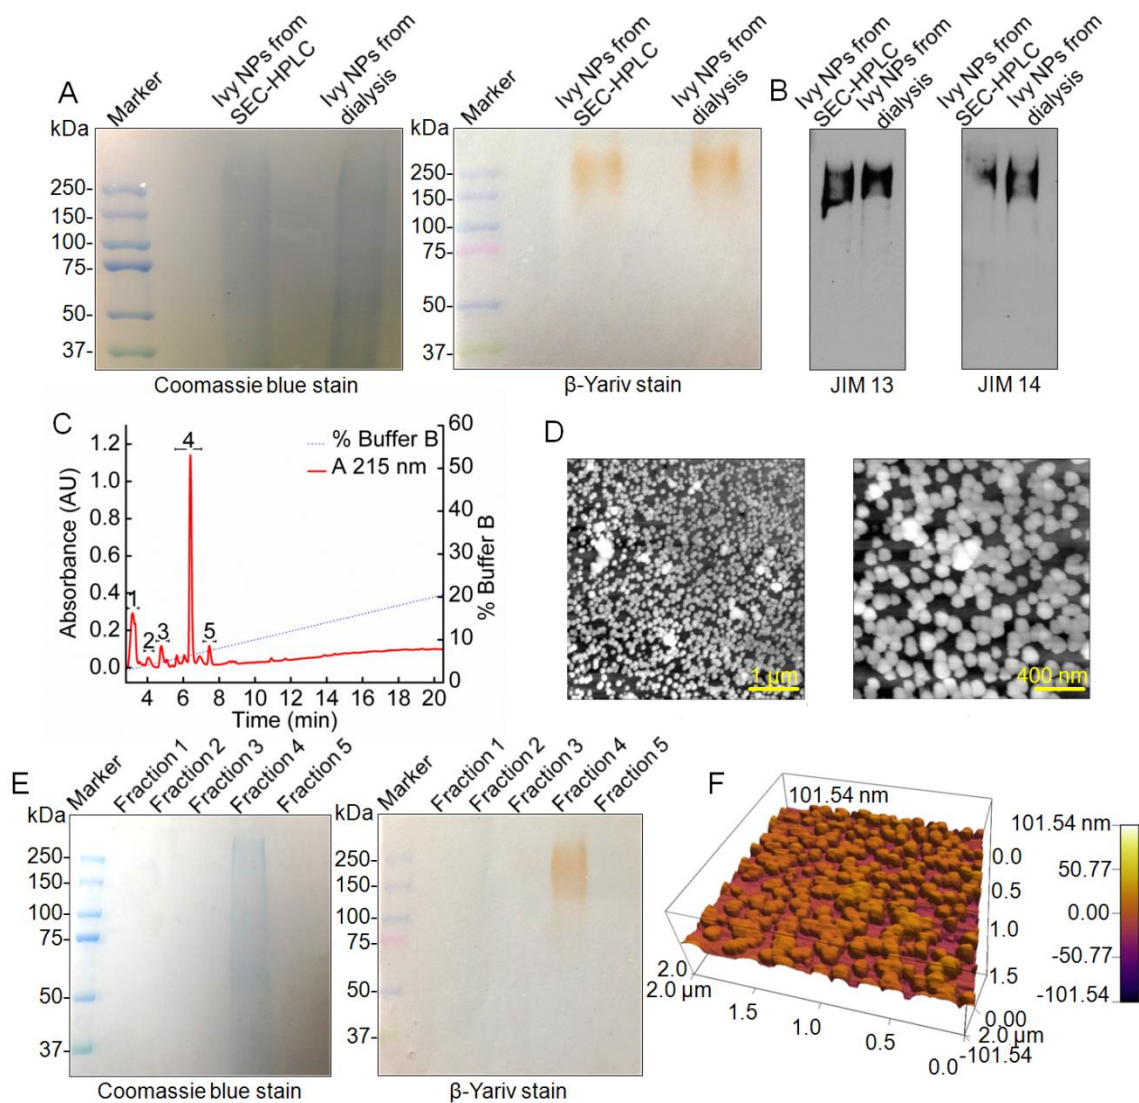 A
kDa
Marker
Ivy NPs from
SEC-HPLC
Ivy NPs from
dialysis
250-
150-
100-
75-
50-
37-
Coomassie blue stain
kDa
Marker
Ivy NPs from
SEC-HPLC
Ivy NPs from
dialysis
250-
150-
100-
75-
50-
37-
β-Yariv stain
B
Ivy NPs from
SEC-HPLC
Ivy NPs from
dialysis
JIM 13
Ivy NPs from
SEC-HPLC
Ivy NPs from
dialysis
JIM 14
C
Absorbance (AU)
1.2
1.0
0.8
0.6
0.4
0.2
0.0
1
2
3
4
5
% Buffer B
A 215 nm
60
50
40
30
20
10
0
% Buffer B
4 6 8 10 12 14 16 18 20
Time (min)
D
1 μm
400 nm
E
kDa
Marker
Fraction 1
Fraction 2
Fraction 3
Fraction 4
Fraction 5
250-
150-
100-
75-
50-
37-
Coomassie blue stain
kDa
Marker
Fraction 1
Fraction 2
Fraction 3
Fraction 4
Fraction 5
250-
150-
100-
75-
50-
37-
β-Yariv stain
F
101.54 nm
0.0
0.5
1.0
1.5
0.00
2.0 μm
-101.54
2.0
2.0 μm
1.5
1.0
0.5
0.0
101.54 nm
50.77
0.00
-50.77
-101.54